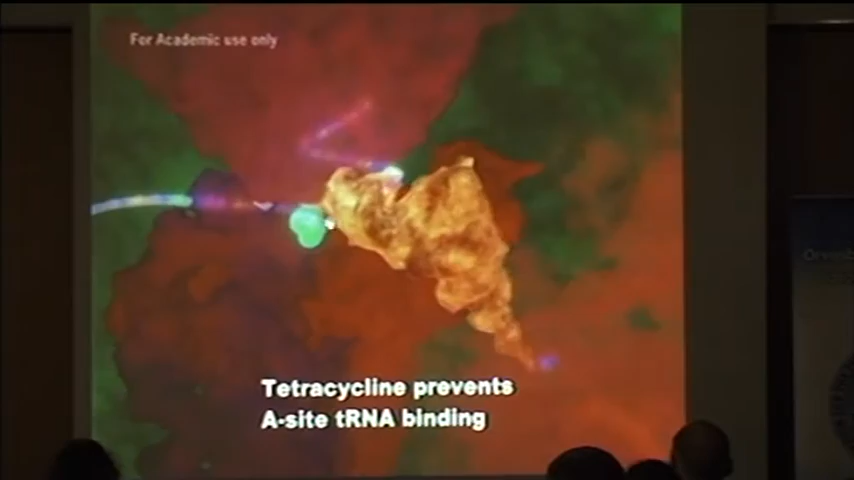 For Academic use only
Tetracycline prevents
A-site tRNA binding